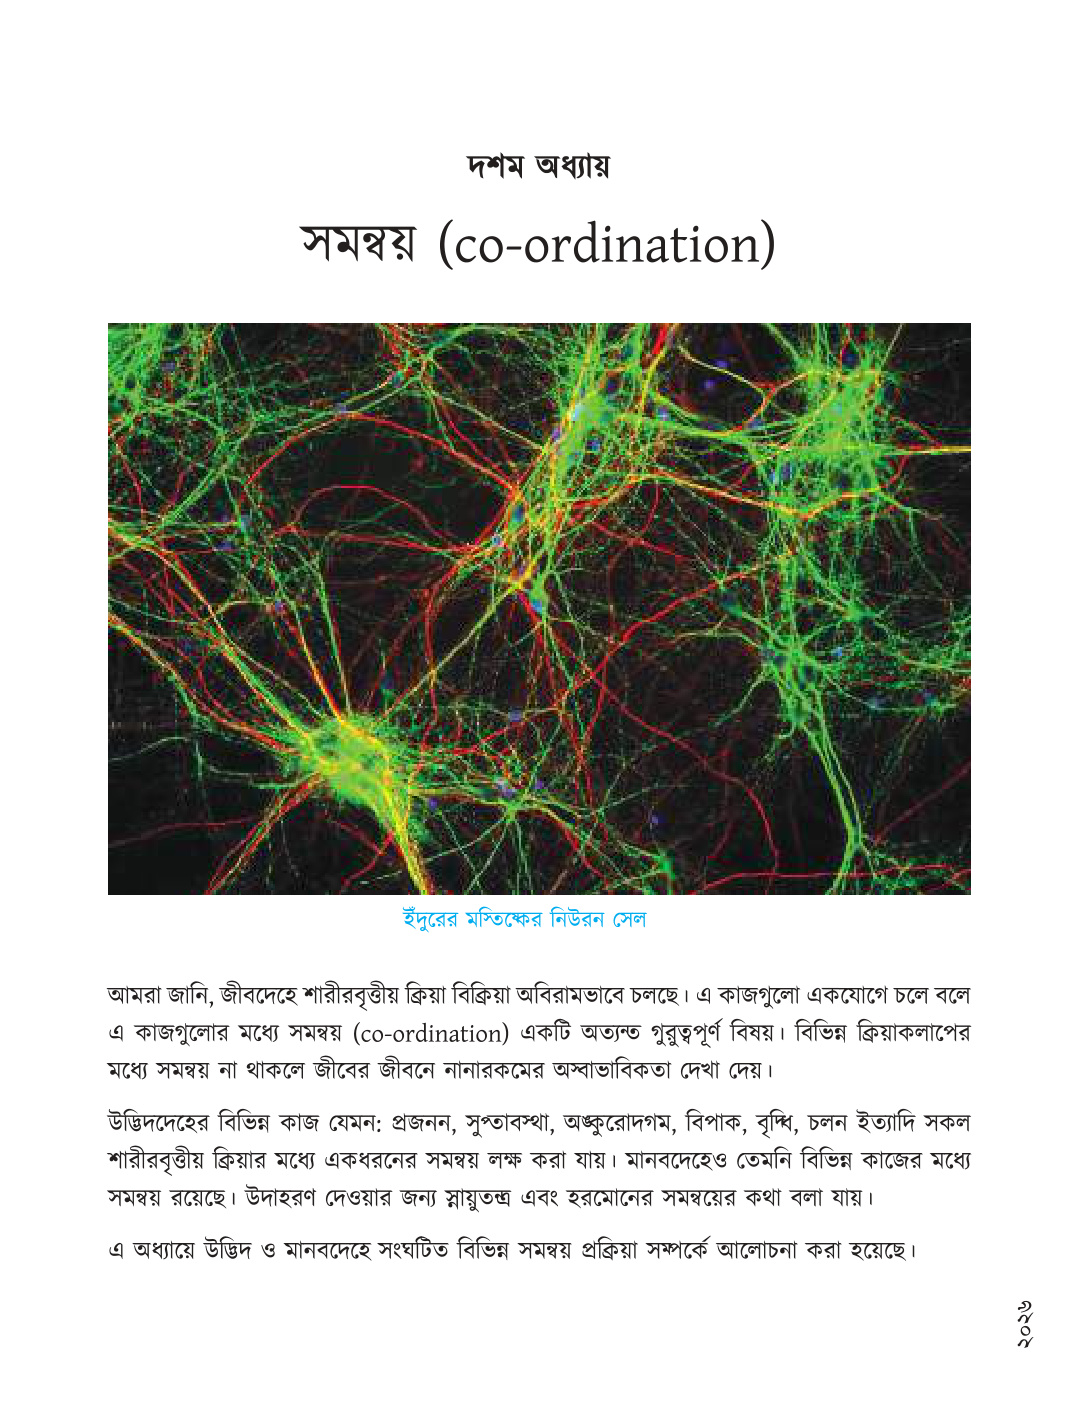 দশম অধ্যায়
সমন্বয় (co-ordination)
ইঁদুরের মস্তিষ্কের নিউরন সেল
আমরা জানি, জীবদেহে শারীরবৃত্তীয় ক্রিয়া বিক্রিয়া অবিরামভাবে চলছে। এ কাজগুলো একযোগে চলে বলে
এ কাজগুলোর মধ্যে সমন্বয় (co-ordination) একটি অত্যন্ত গুরুত্বপূর্ণ বিষয়। বিভিন্ন ক্রিয়াকলাপের
মধ্যে সমন্বয় না থাকলে জীবের জীবনে নানারকমের অস্বাভাবিকতা দেখা দেয়।
উদ্ভিদদেহের বিভিন্ন কাজ যেমন: প্রজনন, সুপ্তাবস্থা, অঙ্কুরোদগম, বিপাক, বৃদ্ধি, চলন ইত্যাদি সকল
শারীরবৃত্তীয় ক্রিয়ার মধ্যে একধরনের সমন্বয় লক্ষ করা যায়। মানবদেহেও তেমনি বিভিন্ন কাজের মধ্যে
সমন্বয় রয়েছে। উদাহরণ দেওয়ার জন্য স্নায়ুতন্ত্র এবং হরমোনের সমন্বয়ের কথা বলা যায়।
এ অধ্যায়ে উদ্ভিদ ও মানবদেহে সংঘটিত বিভিন্ন সমন্বয় প্রক্রিয়া সম্পর্কে আলোচনা করা হয়েছে।
২০২৬